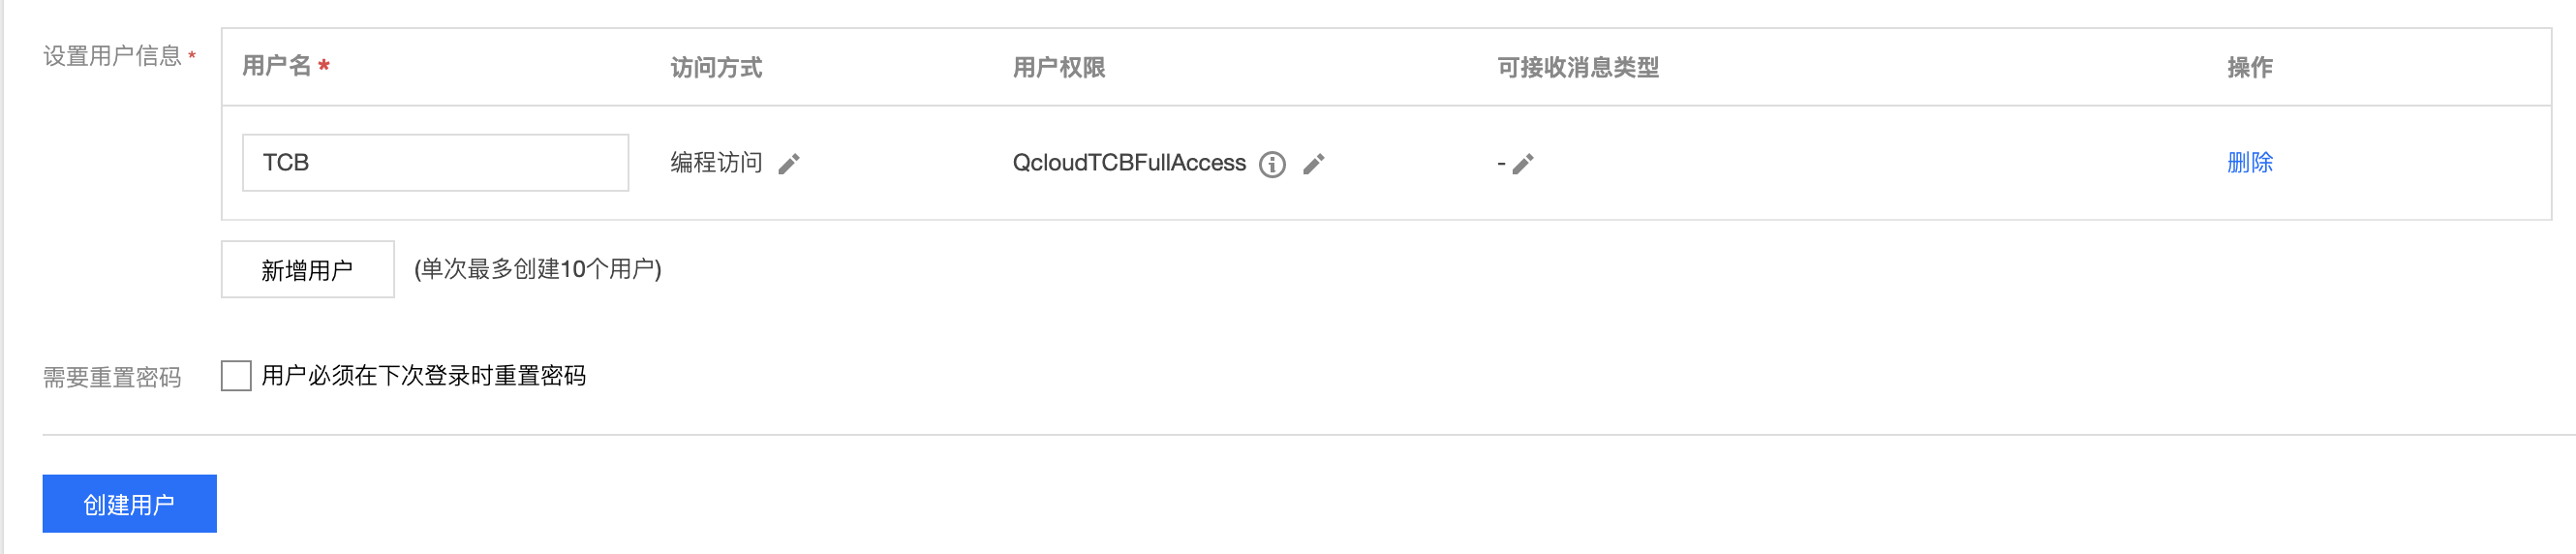 设置用户信息 *
用户名 * 访问方式 用户权限 可接收消息类型 操作
TCB 编程访问 QcloudTCBFullAccess - 删除
新增用户 (单次最多创建10个用户)
需要重置密码 用户必须在下次登录时重置密码
创建用户